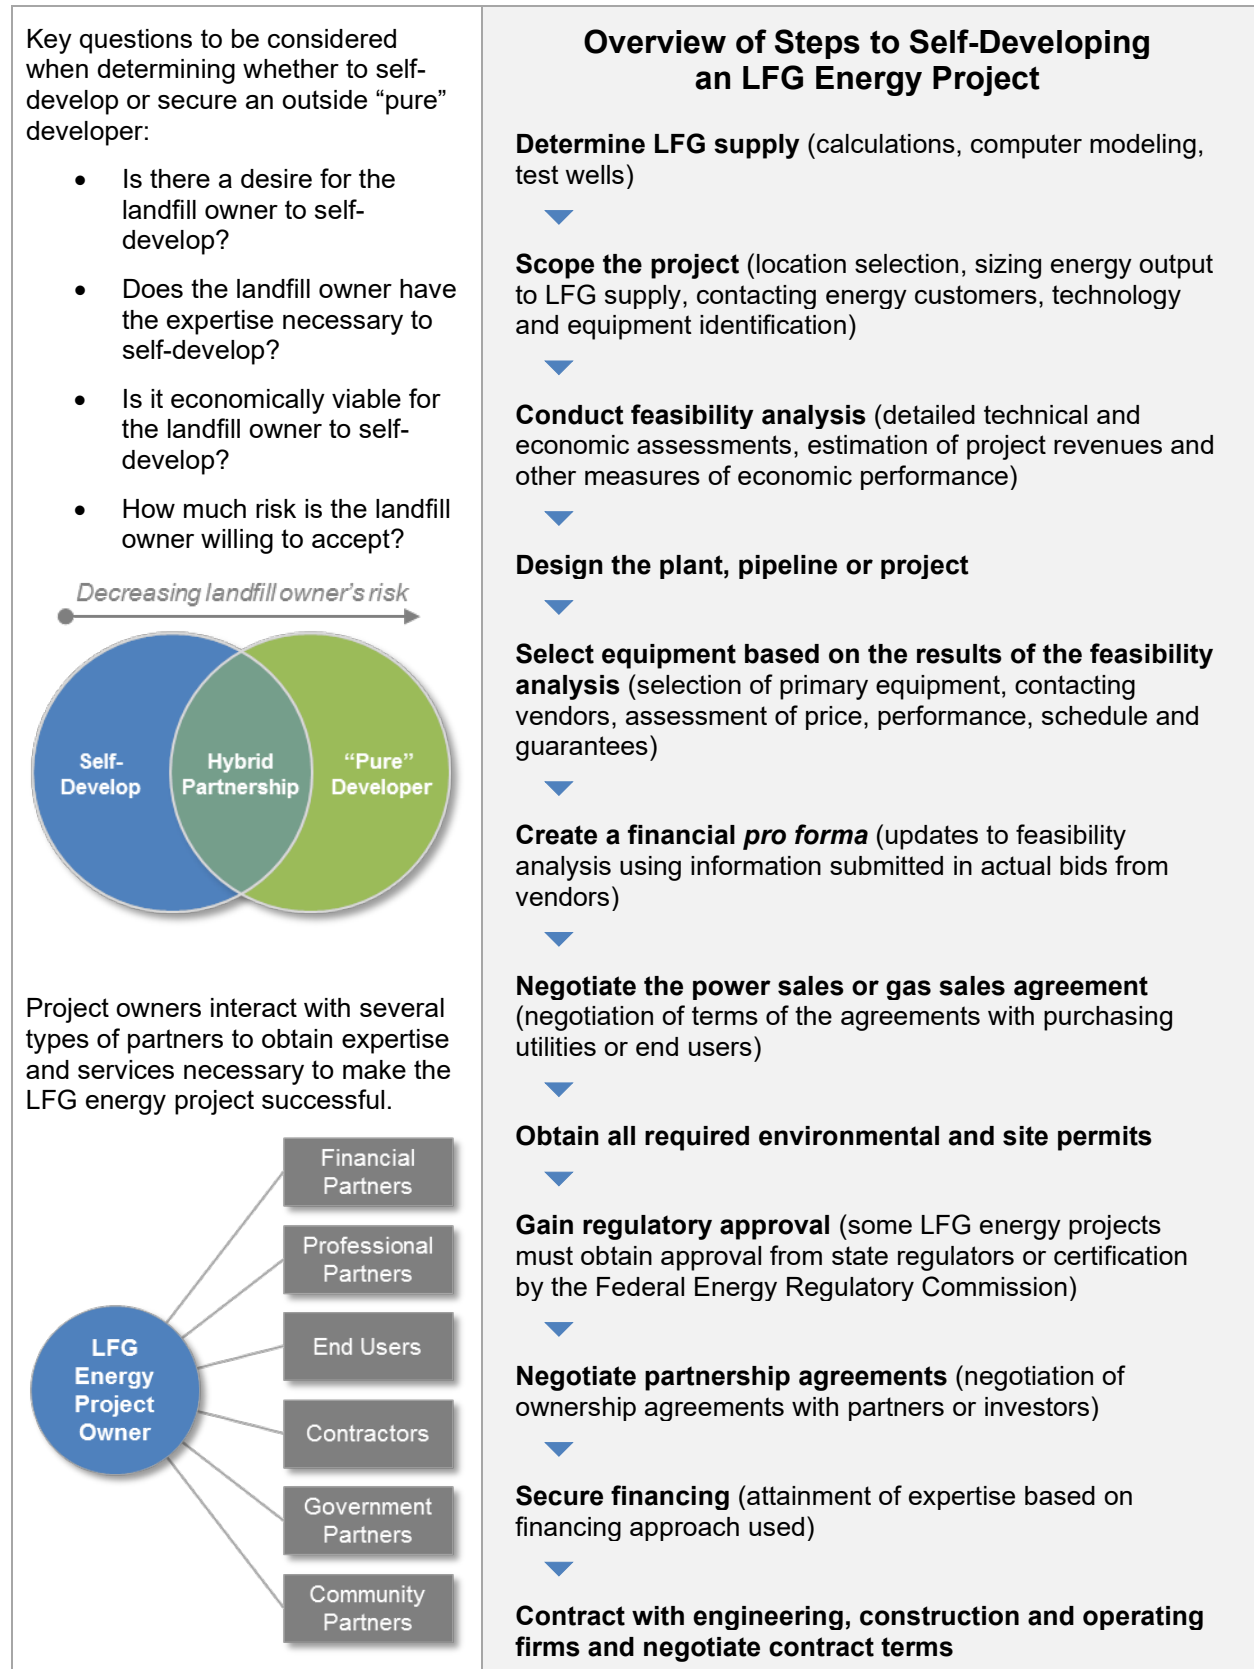 Key questions to be considered
when determining whether to self-
develop or secure an outside “pure”
developer:
• Is there a desire for the
landfill owner to self-
develop?
• Does the landfill owner have
the expertise necessary to
self-develop?
• Is it economically viable for
the landfill owner to self-
develop?
• How much risk is the landfill
owner willing to accept?
Decreasing landfill owner’s risk
Self-
Develop
Hybrid
Partnership
“Pure”
Developer
Project owners interact with several
types of partners to obtain expertise
and services necessary to make the
LFG energy project successful.
LFG
Energy
Project
Owner
Financial
Partners
Professional
Partners
End Users
Contractors
Government
Partners
Community
Partners
Overview of Steps to Self-Developing
an LFG Energy Project
Determine LFG supply (calculations, computer modeling,
test wells)
Scope the project (location selection, sizing energy output
to LFG supply, contacting energy customers, technology
and equipment identification)
Conduct feasibility analysis (detailed technical and
economic assessments, estimation of project revenues and
other measures of economic performance)
Design the plant, pipeline or project
Select equipment based on the results of the feasibility
analysis (selection of primary equipment, contacting
vendors, assessment of price, performance, schedule and
guarantees)
Create a financial pro forma (updates to feasibility
analysis using information submitted in actual bids from
vendors)
Negotiate the power sales or gas sales agreement
(negotiation of terms of the agreements with purchasing
utilities or end users)
Obtain all required environmental and site permits
Gain regulatory approval (some LFG energy projects
must obtain approval from state regulators or certification
by the Federal Energy Regulatory Commission)
Negotiate partnership agreements (negotiation of
ownership agreements with partners or investors)
Secure financing (attainment of expertise based on
financing approach used)
Contract with engineering, construction and operating
firms and negotiate contract terms